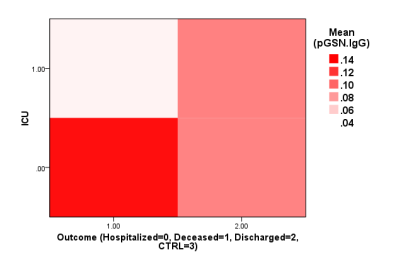 Mean
(pGSN.IgG)
.14
.12
.10
.08
.06
.04
1.00
.00
ICU
1.00 2.00
Outcome (Hospitalized=0, Deceased=1, Discharged=2,
CTRL=3)